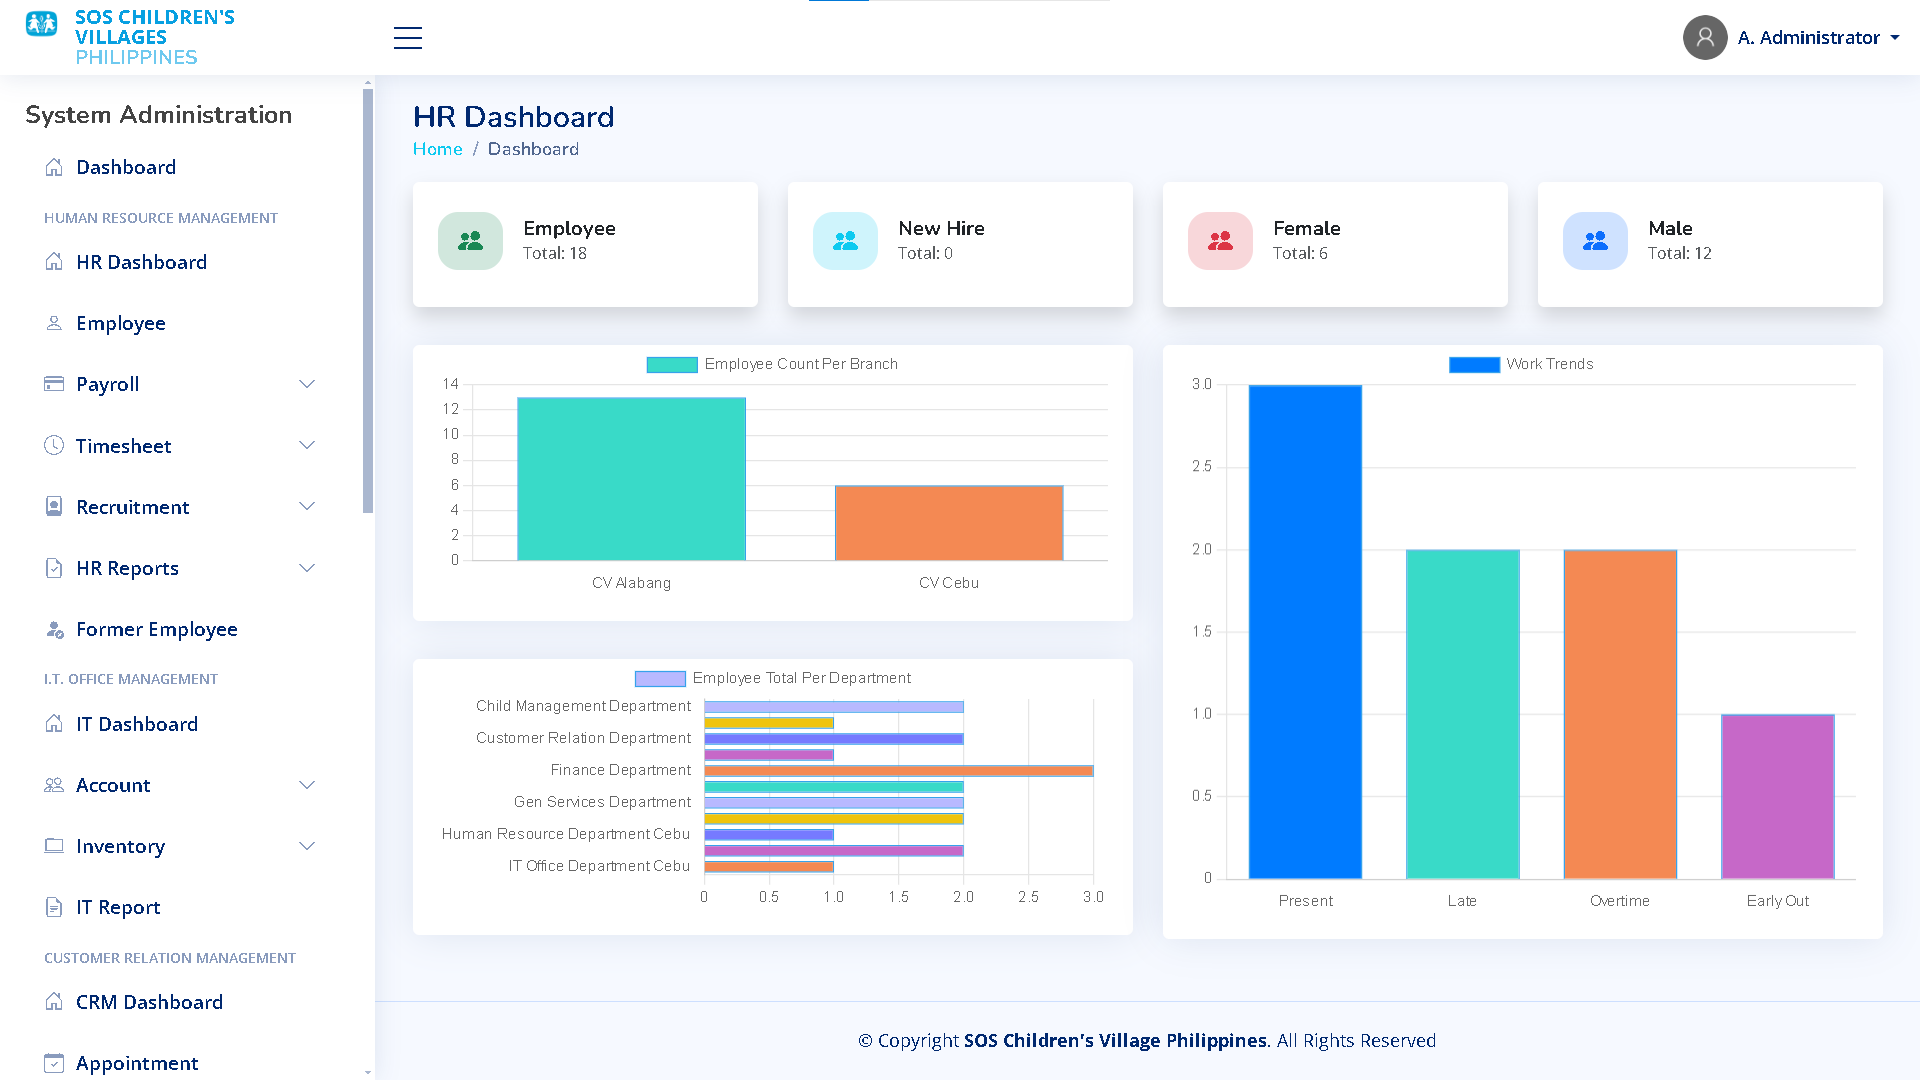 SOS CHILDREN'S
VILLAGES
PHILIPPINES
A. Administrator
System Administration
Dashboard
HUMAN RESOURCE MANAGEMENT
HR Dashboard
Employee
Payroll
Timesheet
Recruitment
HR Reports
Former Employee
I.T. OFFICE MANAGEMENT
IT Dashboard
Account
Inventory
IT Report
CUSTOMER RELATION MANAGEMENT
CRM Dashboard
Appointment
HR Dashboard
Home / Dashboard
Employee
Total: 18
New Hire
Total: 0
Female
Total: 6
Male
Total: 12
Employee Count Per Branch
14
12
10
8
6
4
2
0
CV Alabang CV Cebu
Employee Total Per Department
Child Management Department
Customer Relation Department
Finance Department
Gen Services Department
Human Resource Department Cebu
IT Office Department Cebu
0 0.5 1.0 1.5 2.0 2.5 3.0
Work Trends
3.0
2.5
2.0
1.5
1.0
0.5
0
Present Late Overtime Early Out
© Copyright SOS Children's Village Philippines. All Rights Reserved